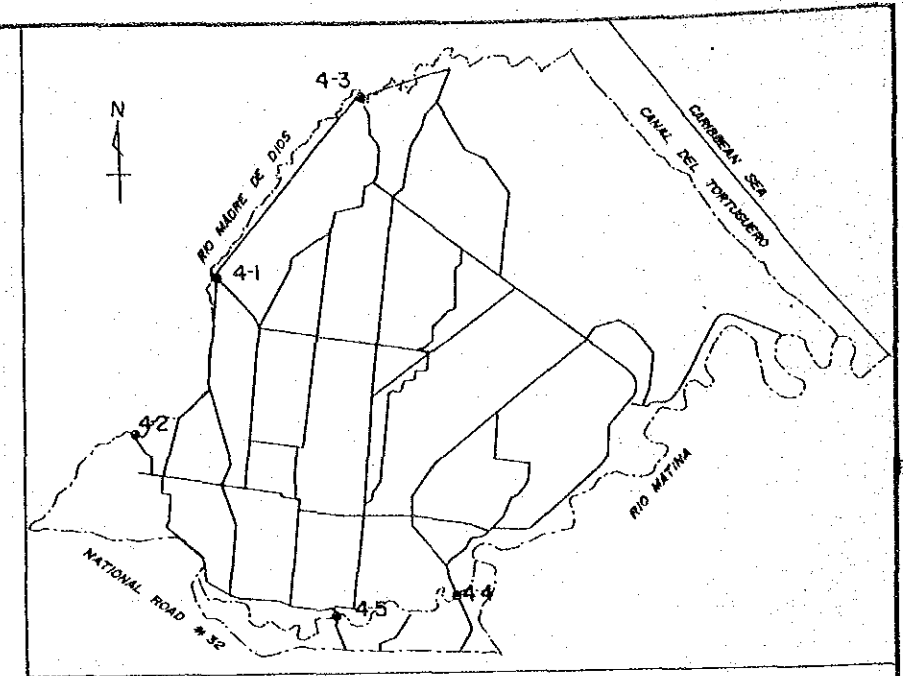 4-3
N
CARIBBEAN SEA
CANAL DEL TORTUGUERO
RIO MADRE DE DIOS
4-1
4-2
RIO MATINA
NATIONAL ROAD # 32
4-4
4-5